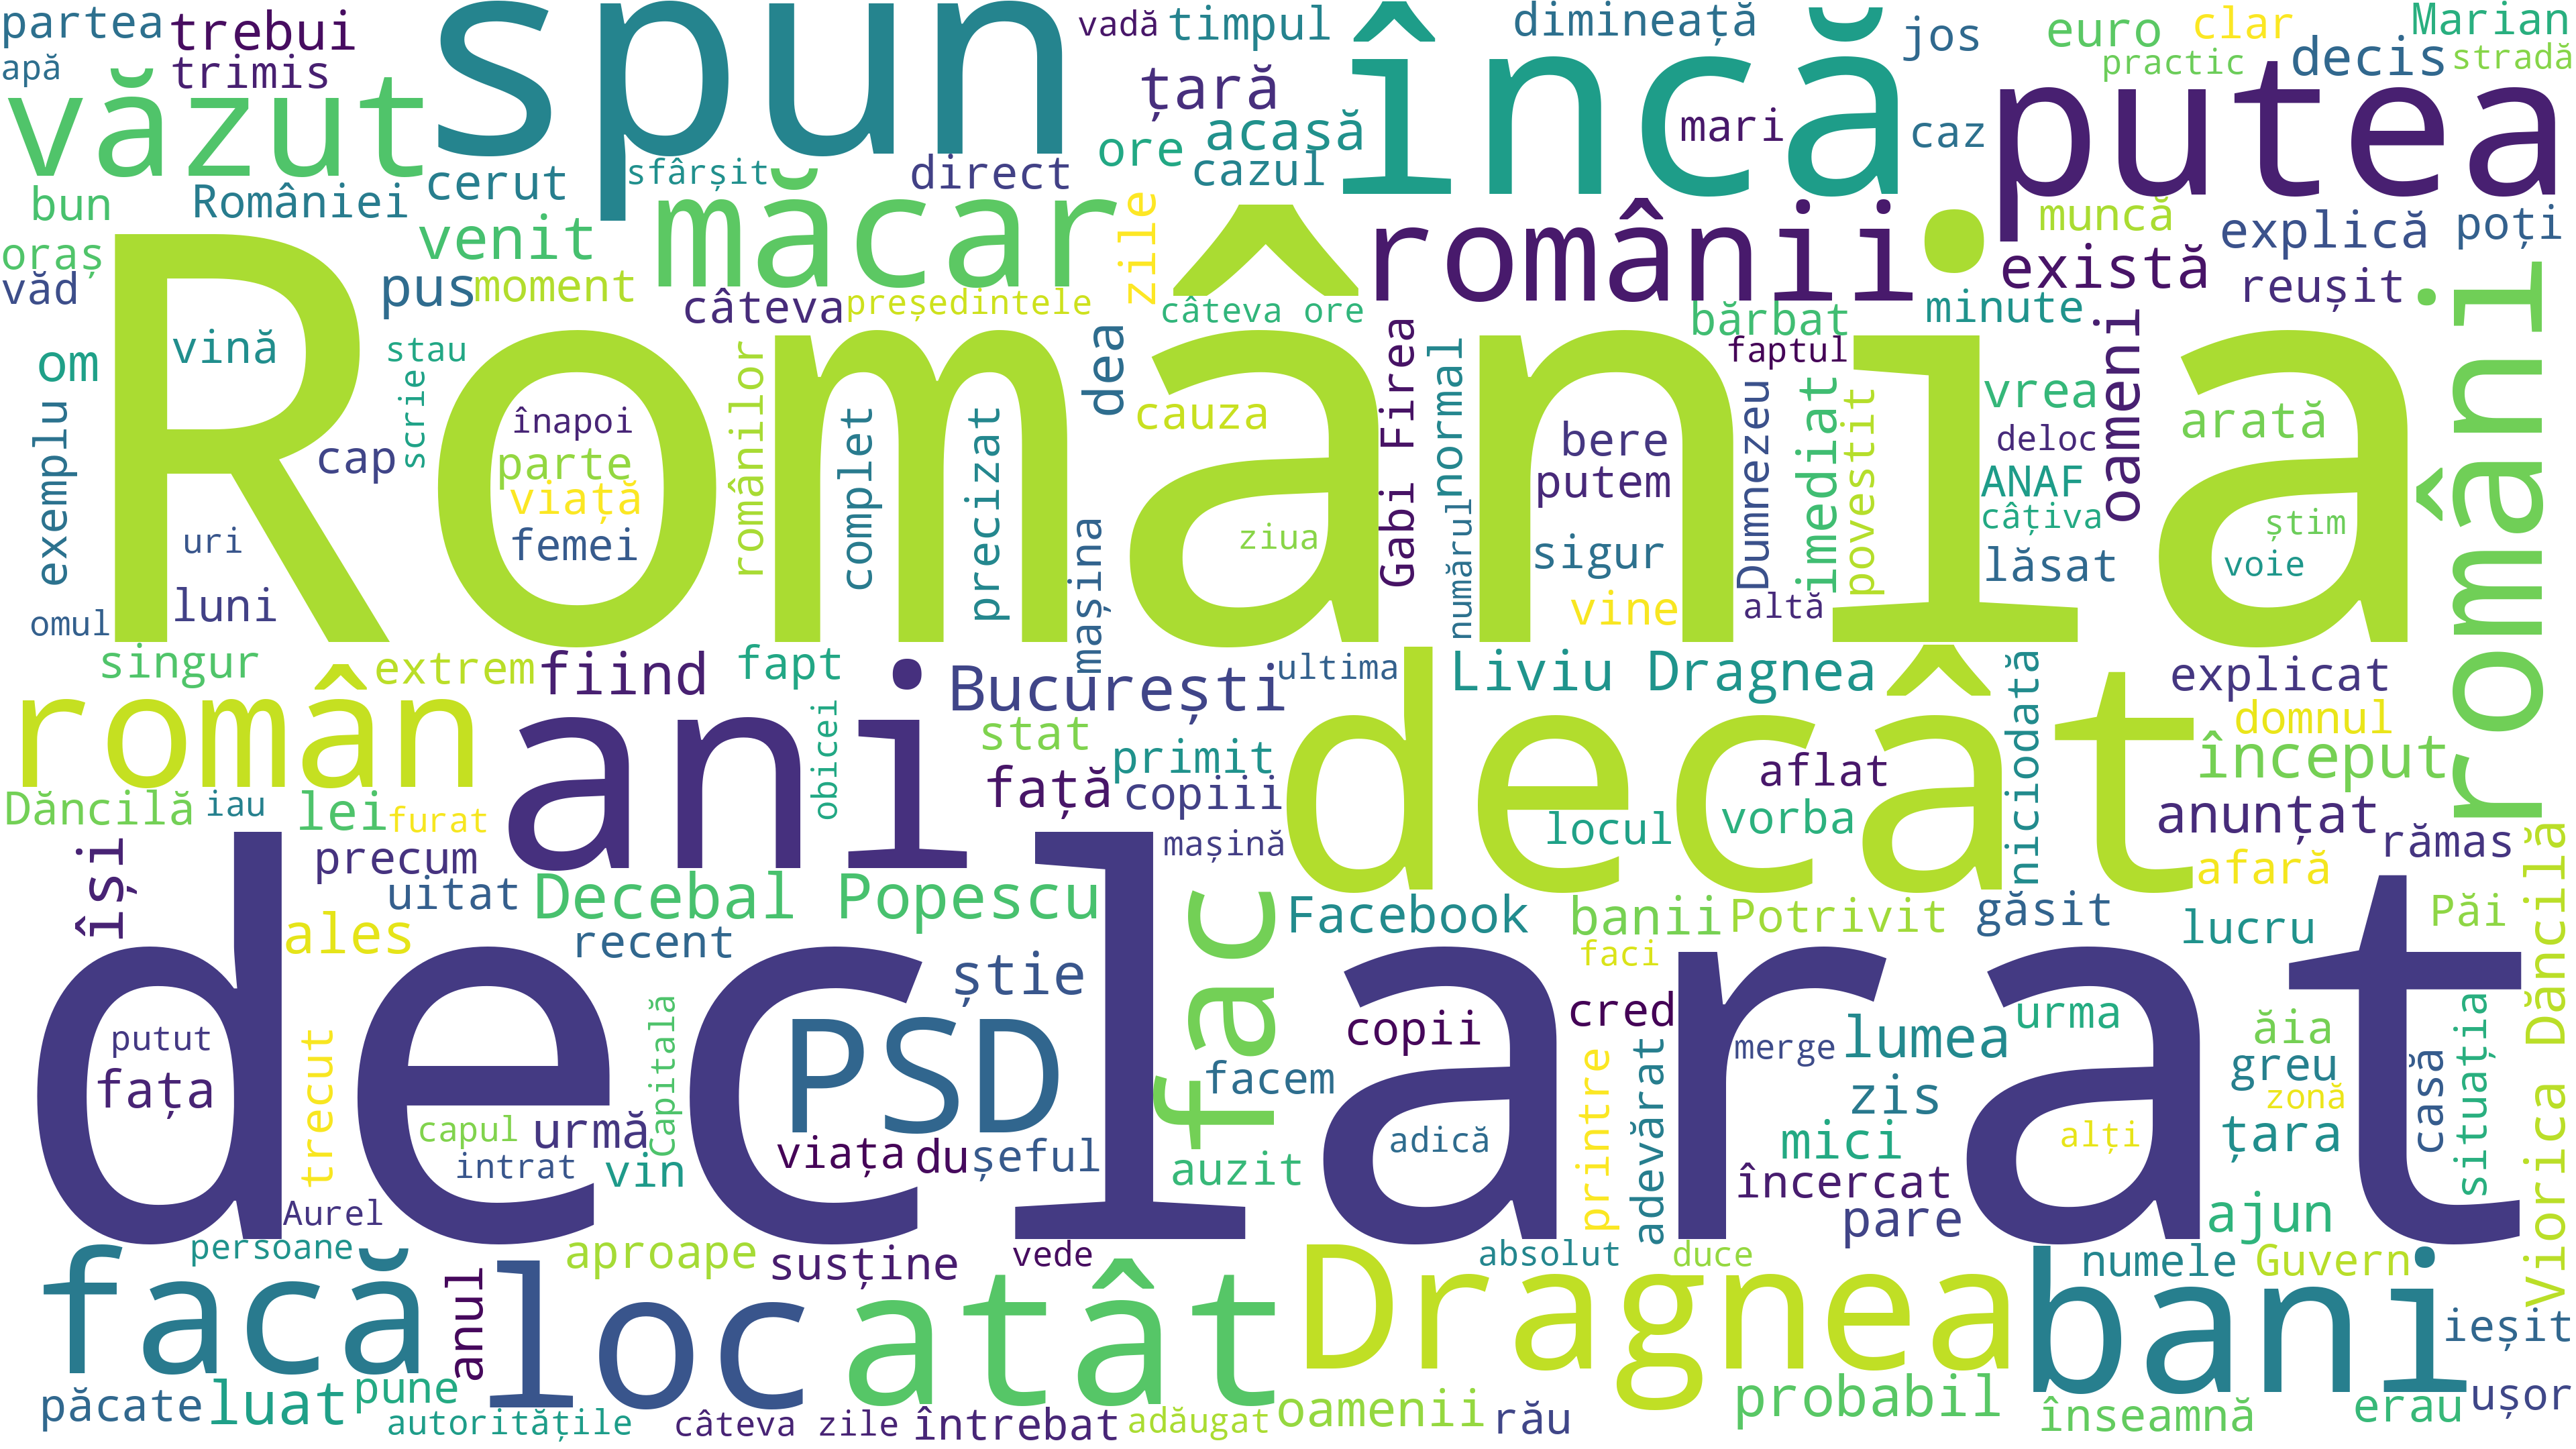 partea
trebui
spun
vadă
timpul
dimineață
jos
euro
clar
Marian
apă
trimis
încă
practic
decis
stradă
văzut
țară
putea
mari
caz
ore
acasă
cazul
sfârșit
direct
cerut
bun
României
măcar
zile
românii
muncă
explică
poți
oraș
venit
există
văd
pus
moment
câteva
președintele
câteva ore
bărbat
minute
reușit
România
români
om
vină
stau
scrie
românilor
dea
Gabi Firea
normal
faptul
oameni
vrea
arată
exemplu
cap
înapoi
parte
viață
femei
complet
precizat
cauza
bere
putem
Dumnezeu
imediat
povestit
deloc
ANAF
câțiva
știm
voie
uri
ziua
sigur
lăsat
luni
omul
mașina
numărul
vine
altă
singur
extrem
fiind
fapt
București
ultima
Liviu Dragnea
niciodată
explicat
domnul
român
ani
obicei
stat
primit
decât
aflat
început
Dăncilă
iau
lei
furat
față
copiii
locul
vorba
anunțat
rămas
își
precum
mașină
afară
uitat
Decebal Popescu
fac
Facebook
banii
Potrivit
găsit
lucru
Păi
Viorica Dăncilă
ales
recent
faci
declarat
știe
putut
fața
trecut
Capitală
PSD
copii
cred
merge
lumea
urma
ăia
greu
casă
situația
facem
printre
adevărat
zis
zonă
capul
urmă
intrat
vin
viața
du
șeful
auzit
adică
mici
alți
țara
încercat
Aurel
pare
ajun
persoane
aproape
susține
vede
absolut
duce
numele
Guvern
facă
anul
loc
atât
Dragnea
bani
ieșit
păcate
luat
pune
autoritățile
câteva zile
întrebat
adăugat
oamenii
rău
probabil
înseamnă
erau
ușor